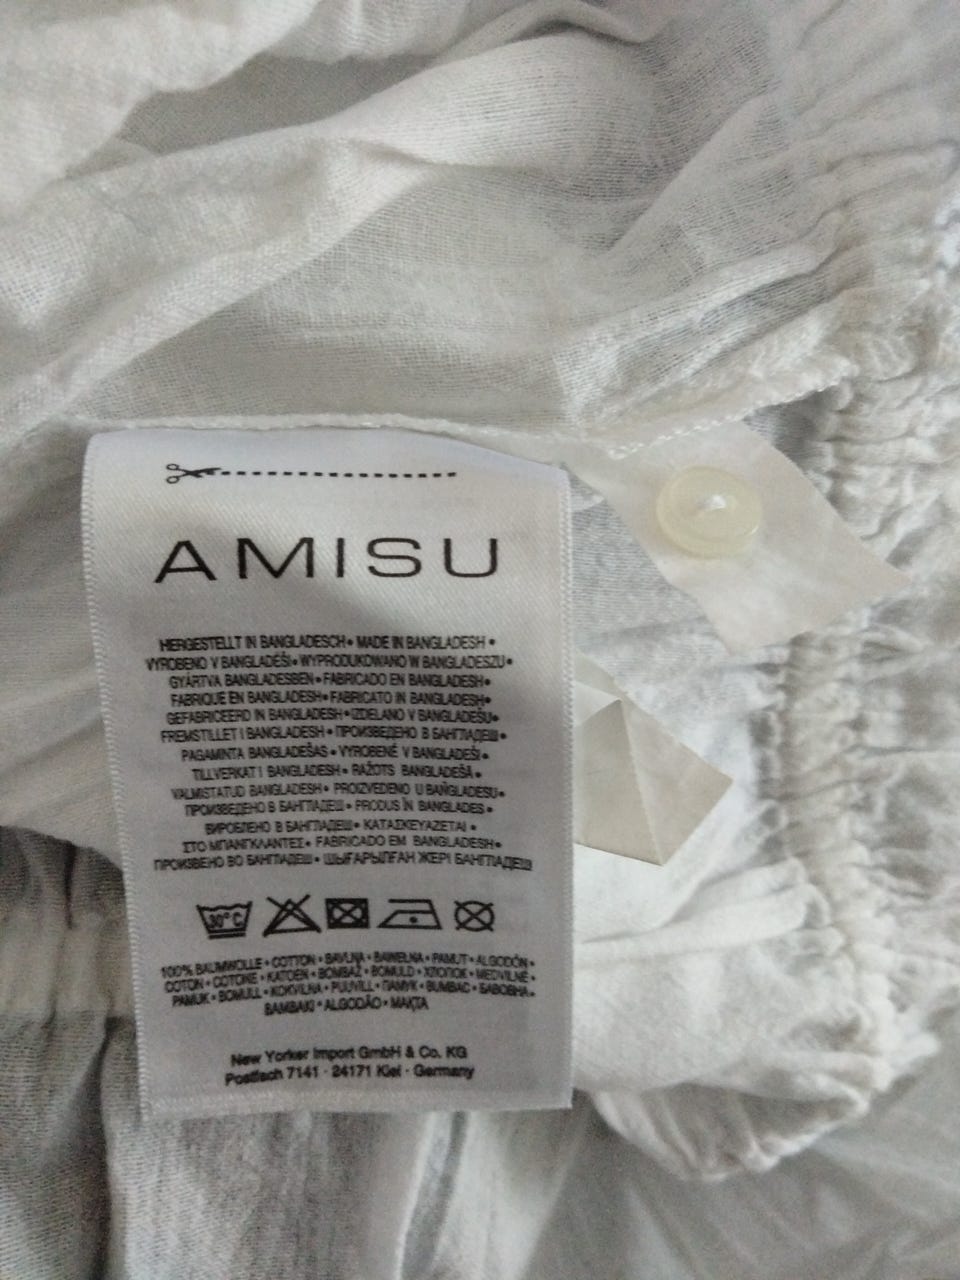 AMISU
HERGESTELLT IN BANGLADESCH • MADE IN BANGLADESH •
VYROBENO V BANGLADÉŠI • WYPRODUKOWANO W BANGLADESZU •
GYÁRTVA BANGLADESBEN • FABRICADO EN BANGLADESH •
FABRIQUE EN BANGLADESH • FABRICATO IN BANGLADESH •
GEFABRICEERD IN BANGLADESH • IZDELANO V BANGLADEŠU •
FREMSTILLET I BANGLADESH • ПРОИЗВЕДЕНО В БАНГЛАДЕШ •
PAGAMINTA BANGLADEŠAS • VYROBENÉ V BANGLADEŠI •
TILLVERKAT I BANGLADESH • RAŽOTS BANGLADEŠĀ •
VALMISTATUD BANGLADESH • PROIZVEDENO U BANGLADESU •
ПРОИЗВЕДЕНО В БАНГЛАДЕШ • PRODUS ÎN BANGLADES •
ВИРОБЛЕНО В БАНГЛАДЕШ • ΚΑΤΑΣΚΕΥΑΖΕΤΑΙ •
ΣΤΟ ΜΠΑΝΓΚΛΑΝΤΕΣ • FABRICADO EM BANGLADESH •
ПРОИЗВЕНО ВО БАНГЛАДЕШ • ШЫҒАРЫЛҒАН ЖЕРІ БАНГЛАДЕШ
30°C
100% BAUMWOLLE • COTTON • BAVLNA • BAWEŁNA • PAMUT • ALGODÓN •
COTON • COTONE • KATOEN • BOMBAŽ • BOMULD • ХЛОПОК • MEDVILNĖ •
PAMUK • BOMULL • KOKVILNA • PUUVILL • ПАМУК • BUMBAC • БАВОВНА •
BAMBAKI • ALGODÃO • МАҚТА
New Yorker Import GmbH & Co. KG
Postfach 7141 · 24171 Kiel · Germany